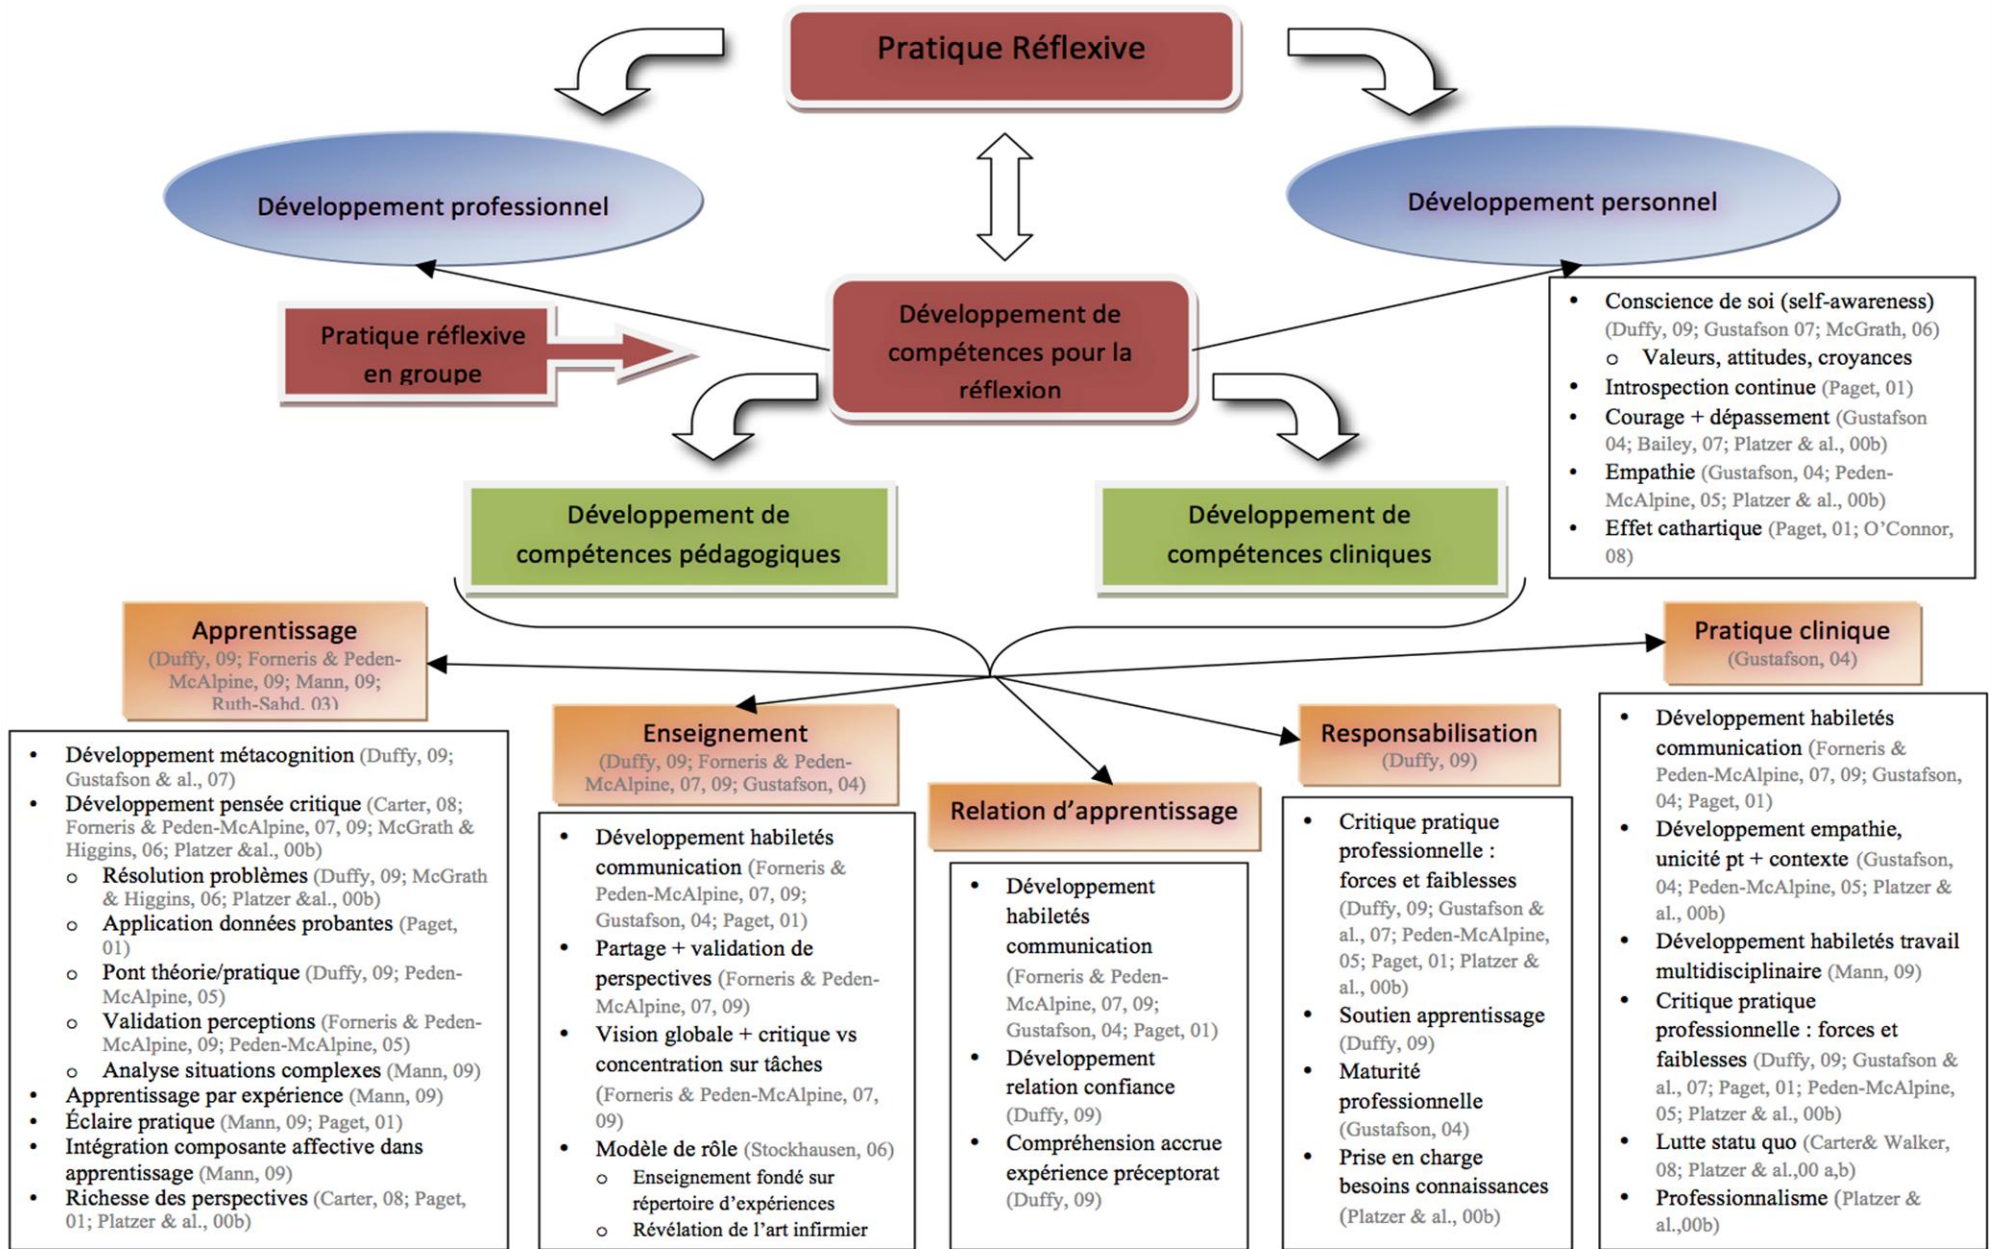 Pratique Réflexive
Développement professionnel
Développement personnel
Pratique réflexive
en groupe
Développement de
compétences pour la
réflexion
• Conscience de soi (self-awareness)
(Duffy, 09; Gustafson 07; McGrath, 06)
o Valeurs, attitudes, croyances
• Introspection continue (Paget, 01)
• Courage + dépassement (Gustafson
04; Bailey, 07; Platzer & al., 00b)
• Empathie (Gustafson, 04; Peden-
McAlpine, 05; Platzer & al., 00b)
• Effet cathartique (Paget, 01; O’Connor,
08)
Développement de
compétences pédagogiques
Développement de
compétences cliniques
Apprentissage
(Duffy, 09; Forneris & Peden-
McAlpine, 09; Mann, 09;
Ruth-Sahd, 03)
• Développement métacognition (Duffy, 09;
Gustafson & al., 07)
• Développement pensée critique (Carter, 08;
Forneris & Peden-McAlpine, 07, 09; McGrath &
Higgins, 06; Platzer &al., 00b)
o Résolution problèmes (Duffy, 09; McGrath
& Higgins, 06; Platzer &al., 00b)
o Application données probantes (Paget,
01)
o Pont théorie/pratique (Duffy, 09; Peden-
McAlpine, 05)
o Validation perceptions (Forneris & Peden-
McAlpine, 09; Peden-McAlpine, 05)
o Analyse situations complexes (Mann, 09)
• Apprentissage par expérience (Mann, 09)
• Éclaire pratique (Mann, 09; Paget, 01)
• Intégration composante affective dans
apprentissage (Mann, 09)
• Richesse des perspectives (Carter, 08; Paget,
01; Platzer & al., 00b)
Enseignement
(Duffy, 09; Forneris & Peden-
McAlpine, 07, 09; Gustafson, 04)
• Développement habiletés
communication (Forneris &
Peden-McAlpine, 07, 09;
Gustafson, 04; Paget, 01)
• Partage + validation de
perspectives (Forneris & Peden-
McAlpine, 07, 09)
• Vision globale + critique vs
concentration sur tâches
(Forneris & Peden-McAlpine, 07,
09)
• Modèle de rôle (Stockhausen, 06)
o Enseignement fondé sur
répertoire d’expériences
o Révélation de l’art infirmier
Relation d’apprentissage
• Développement
habiletés
communication
(Forneris & Peden-
McAlpine, 07, 09;
Gustafson, 04; Paget, 01)
• Développement
relation confiance
(Duffy, 09)
• Compréhension accrue
expérience préceptorat
(Duffy, 09)
Responsabilisation
(Duffy, 09)
• Critique pratique
professionnelle :
forces et faiblesses
(Duffy, 09; Gustafson &
al., 07; Peden-McAlpine,
05; Paget, 01; Platzer &
al., 00b)
• Soutien apprentissage
(Duffy, 09)
• Maturité
professionnelle
(Gustafson, 04)
• Prise en charge
besoins connaissances
(Platzer & al., 00b)
Pratique clinique
(Gustafson, 04)
• Développement habiletés
communication (Forneris &
Peden-McAlpine, 07, 09; Gustafson,
04; Paget, 01)
• Développement empathie,
unicité pt + contexte (Gustafson,
04; Peden-McAlpine, 05; Platzer &
al., 00b)
• Développement habiletés travail
multidisciplinaire (Mann, 09)
• Critique pratique
professionnelle : forces et
faiblesses (Duffy, 09; Gustafson &
al., 07; Paget, 01; Peden-McAlpine,
05; Platzer & al., 00b)
• Lutte statu quo (Carter& Walker,
08; Platzer & al.,00 a,b)
• Professionnalisme (Platzer &
al.,00b)